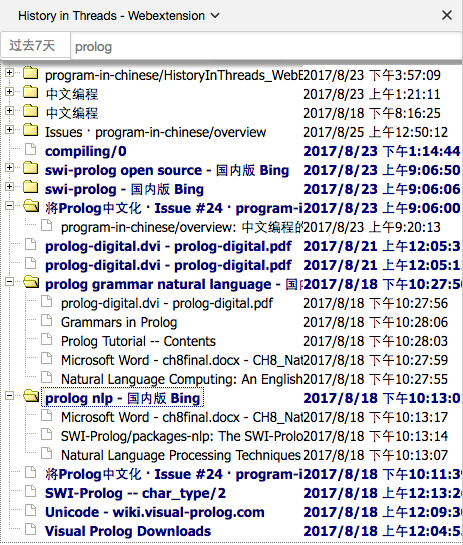 History in Threads - Webextension
过去7天 prolog
program-in-chinese/HistoryInThreads_WebE 2017/8/23 下午3:57:09
中文编程 2017/8/23 上午1:21:11
中文编程 2017/8/18 下午8:16:25
Issues · program-in-chinese/overview 2017/8/25 上午12:50:12
compiling/0 2017/8/23 下午1:14:44
swi-prolog open source - 国内版 Bing 2017/8/23 上午9:06:50
swi-prolog - 国内版 Bing 2017/8/23 上午9:06:06
将Prolog中文化 · Issue #24 · program-i 2017/8/23 上午9:06:00
program-in-chinese/overview: 中文编程的 2017/8/23 上午9:20:13
prolog-digital.dvi - prolog-digital.pdf 2017/8/21 上午12:05:3
prolog-digital.dvi - prolog-digital.pdf 2017/8/21 上午12:05:1
prolog grammar natural language - 国内 2017/8/18 下午10:27:50
prolog-digital.dvi - prolog-digital.pdf 2017/8/18 下午10:27:56
Grammars in Prolog 2017/8/18 下午10:28:06
Prolog Tutorial -- Contents 2017/8/18 下午10:28:03
Microsoft Word - ch8final.docx - CH8_Nat 2017/8/18 下午10:27:59
Natural Language Computing: An English 2017/8/18 下午10:27:55
prolog nlp - 国内版 Bing 2017/8/18 下午10:13:0
Microsoft Word - ch8final.docx - CH8_Nat 2017/8/18 下午10:13:17
SWI-Prolog/packages-nlp: The SWI-Prolo 2017/8/18 下午10:13:14
Natural Language Processing Techniques 2017/8/18 下午10:13:07
将Prolog中文化 · Issue #24 · program-i 2017/8/18 下午10:11:39
SWI-Prolog -- char_type/2 2017/8/18 上午12:13:20
Unicode - wiki.visual-prolog.com 2017/8/18 上午12:09:30
Visual Prolog Downloads 2017/8/18 上午12:04:5